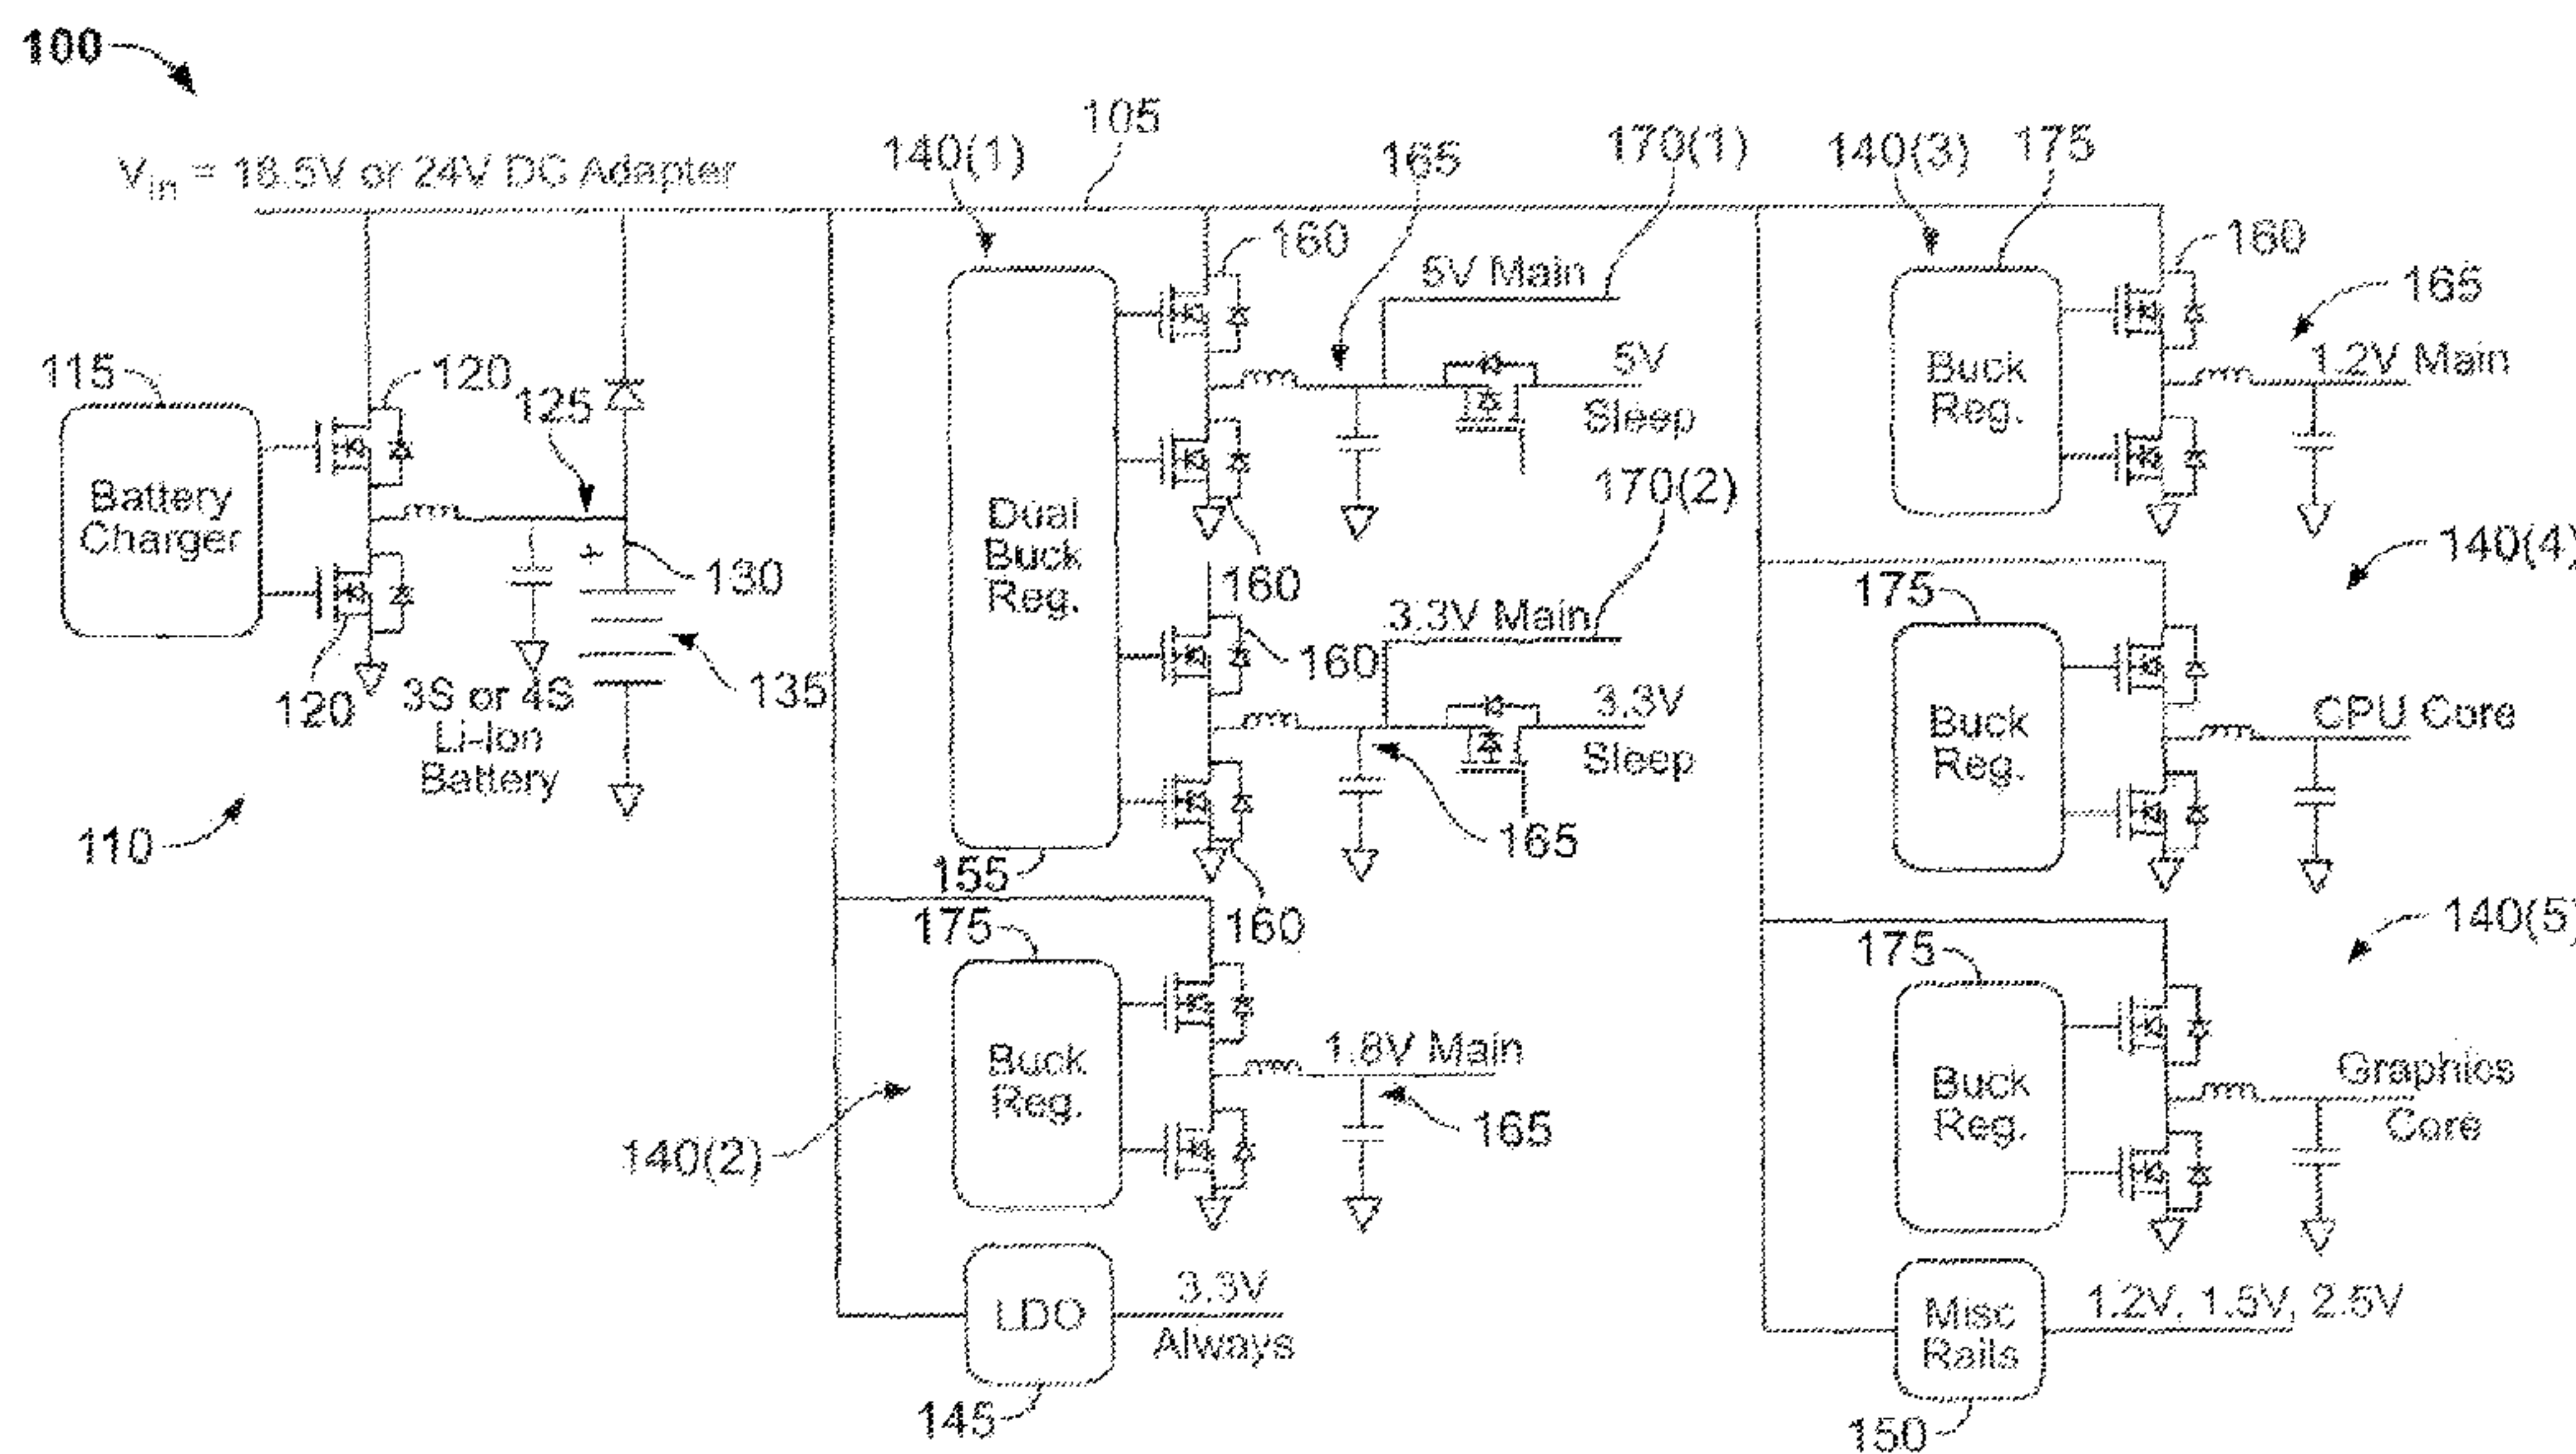 100
V_in = 18.5V or 24V DC Adapter
105
140(1)
165
170(1)
140(3)
175
160
160
5V Main
165
1.2V Main
115
120
125
5V
Sleep
Buck
Reg.
Battery
Charger
+
130
Dual
Buck
Reg.
160
170(2)
140(4)
175
3.3V Main
160
120
3S or 4S
Li-Ion
Battery
135
3.3V
Sleep
CPU Core
Buck
Reg.
110
155
165
160
175
140(5)
175
Buck
Reg.
1.8V Main
165
140(2)
Buck
Reg.
Graphics
Core
LDO
3.3V
Always
145
Misc
Rails
1.2V, 1.5V, 2.5V
150